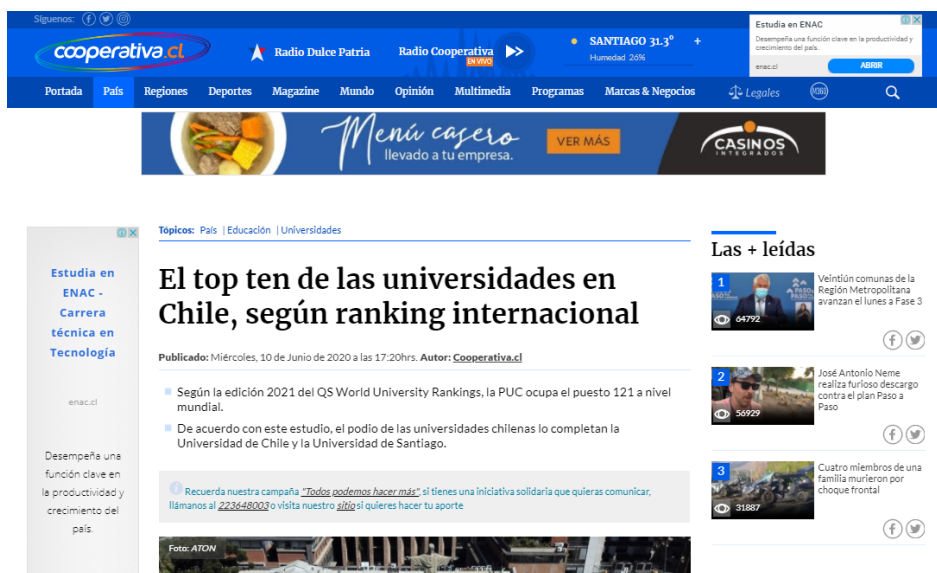 Síguenos:
cooperativa.cl
Radio Dulce Patria
Radio Cooperativa
EN VIVO
SANTIAGO 31.3° +
Humedad 26%
Estudia en ENAC
Desempeña una función clave en la productividad y
crecimiento del país.
enac.cl
ABRIR
Portada País Regiones Deportes Magazine Mundo Opinión Multimedia Programas Marcas & Negocios Legales
Menú casero
llevado a tu empresa.
VER MÁS
CASINOS
INTEGRADOS
Estudia en
ENAC -
Carrera
técnica en
Tecnología
enac.cl
Desempeña una
función clave en
la productividad y
crecimiento del
país.
Tópicos: País | Educación | Universidades
El top ten de las universidades en
Chile, según ranking internacional
Publicado: Miércoles, 10 de Junio de 2020 a las 17:20hrs. Autor: Cooperativa.cl
Según la edición 2021 del QS World University Rankings, la PUC ocupa el puesto 121 a nivel
mundial.
De acuerdo con este estudio, el podio de las universidades chilenas lo completan la
Universidad de Chile y la Universidad de Santiago.
Recuerda nuestra campaña "Todos podemos hacer más", si tienes una iniciativa solidaria que quieras comunicar,
llámanos al 223648003 o visita nuestro sitio si quieres hacer tu aporte
Foto: ATON
Las + leídas
1
64792
Veintiún comunas de la
Región Metropolitana
avanzan el lunes a Fase 3
2
56929
José Antonio Neme
realiza furioso descargo
contra el plan Paso a
Paso
3
31887
Cuatro miembros de una
familia murieron por
choque frontal